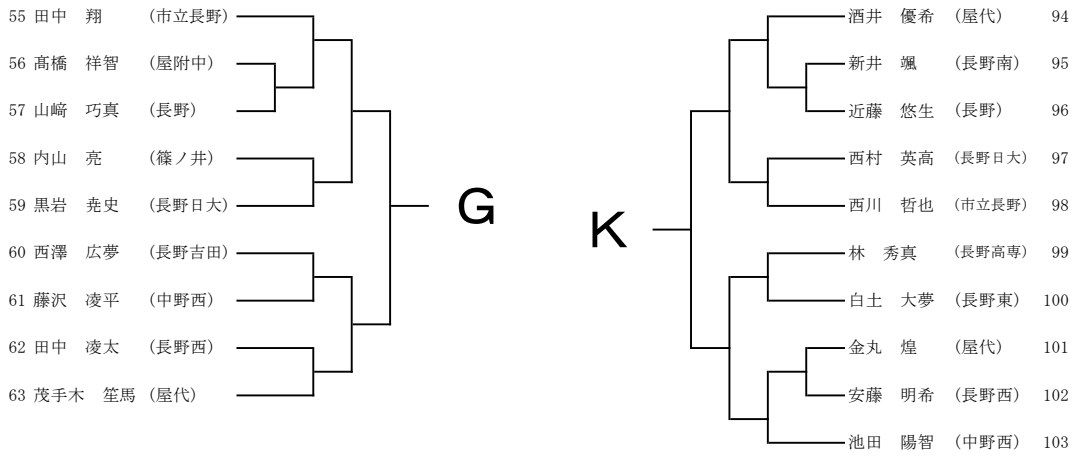 55 田中　翔　（市立長野）
56 髙橋　祥智　（屋附中）
57 山﨑　巧真　（長野）
58 内山　亮　（篠ノ井）
59 黒岩　尭史　（長野日大）
60 西澤　広夢　（長野吉田）
61 藤沢　凌平　（中野西）
62 田中　凌太　（長野西）
63 茂手木　笙馬　（屋代）
G
K
酒井　優希　（屋代）　94
新井　颯　（長野南）　95
近藤　悠生　（長野）　96
西村　英高　（長野日大）　97
西川　哲也　（市立長野）　98
林　秀真　（長野高専）　99
白土　大夢　（長野東）　100
金丸　煌　（屋代）　101
安藤　明希　（長野西）　102
池田　陽智　（中野西）　103